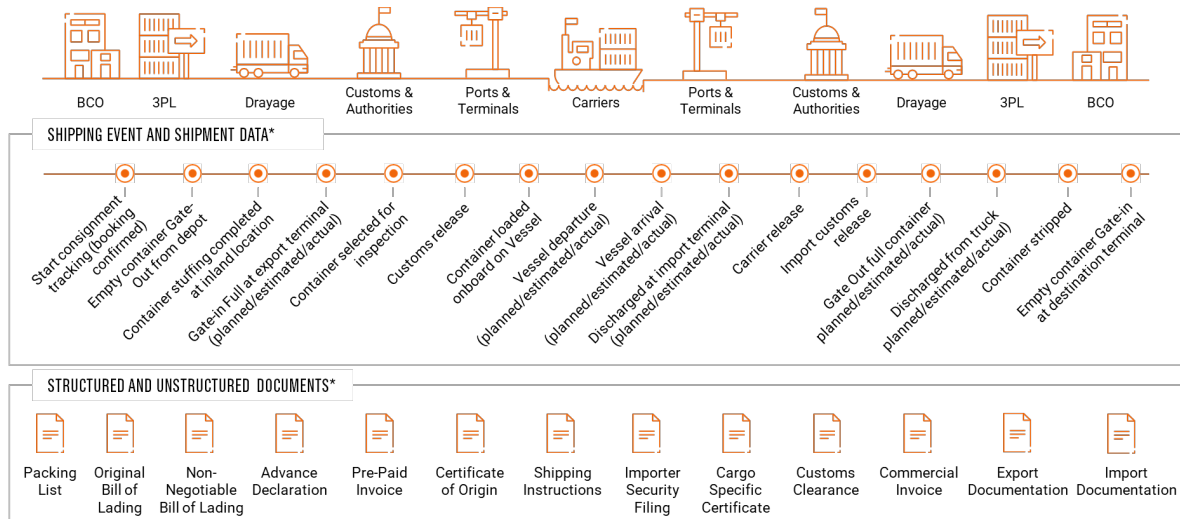 BCO
3PL
Drayage
Customs &
Authorities
Ports &
Terminals
Carriers
Ports &
Terminals
Customs &
Authorities
Drayage
3PL
BCO
SHIPPING EVENT AND SHIPMENT DATA*
Start consignment
tracking (booking
confirmed)
Empty container Gate-
Out from depot
Container stuffing completed
at inland location
Gate-in Full at export terminal
(planned/estimated/actual)
Container selected for
inspection
Customs release
Container loaded
onboard on Vessel
Vessel departure
(planned/estimated/actual)
Vessel arrival
(planned/estimated/actual)
Discharged at import terminal
(planned/estimated/actual)
Carrier release
Import customs
release
Gate Out full container
planned/estimated/actual)
Discharged from truck
planned/estimated/actual)
Container stripped
Empty container Gate-in
at destination terminal
STRUCTURED AND UNSTRUCTURED DOCUMENTS*
Packing
List
Original
Bill of
Lading
Non-
Negotiable
Bill of Lading
Advance
Declaration
Pre-Paid
Invoice
Certificate
of Origin
Shipping
Instructions
Importer
Security
Filing
Cargo
Specific
Certificate
Customs
Clearance
Commercial
Invoice
Export
Documentation
Import
Documentation